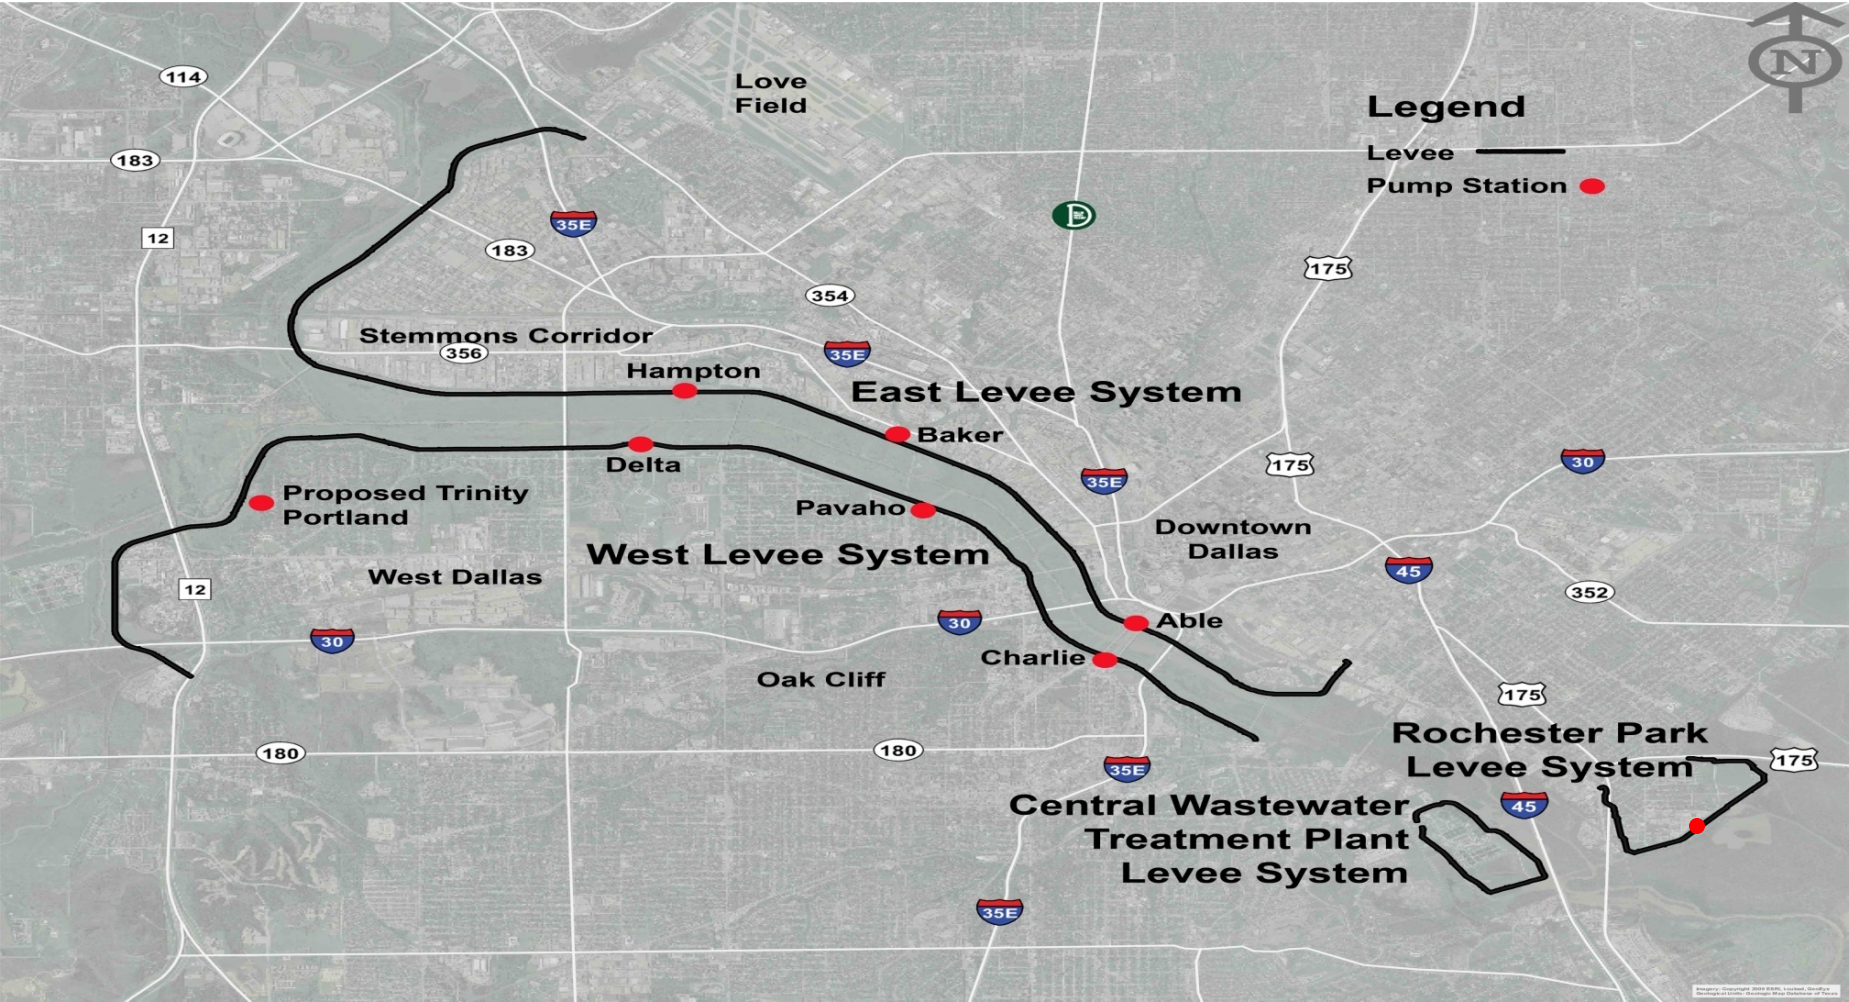 Love
Field
114
Legend
Levee
Pump Station
N
183
12
35E
183
D
175
354
Stemmons Corridor
356
35E
Hampton
East Levee System
Baker
Delta
175
30
35E
Proposed Trinity
Portland
Pavaho
Downtown
Dallas
West Levee System
West Dallas
12
45
352
30
30
Able
Charlie
Oak Cliff
175
180
180
Rochester Park
Levee System
175
35E
45
Central Wastewater
Treatment Plant
Levee System
35E